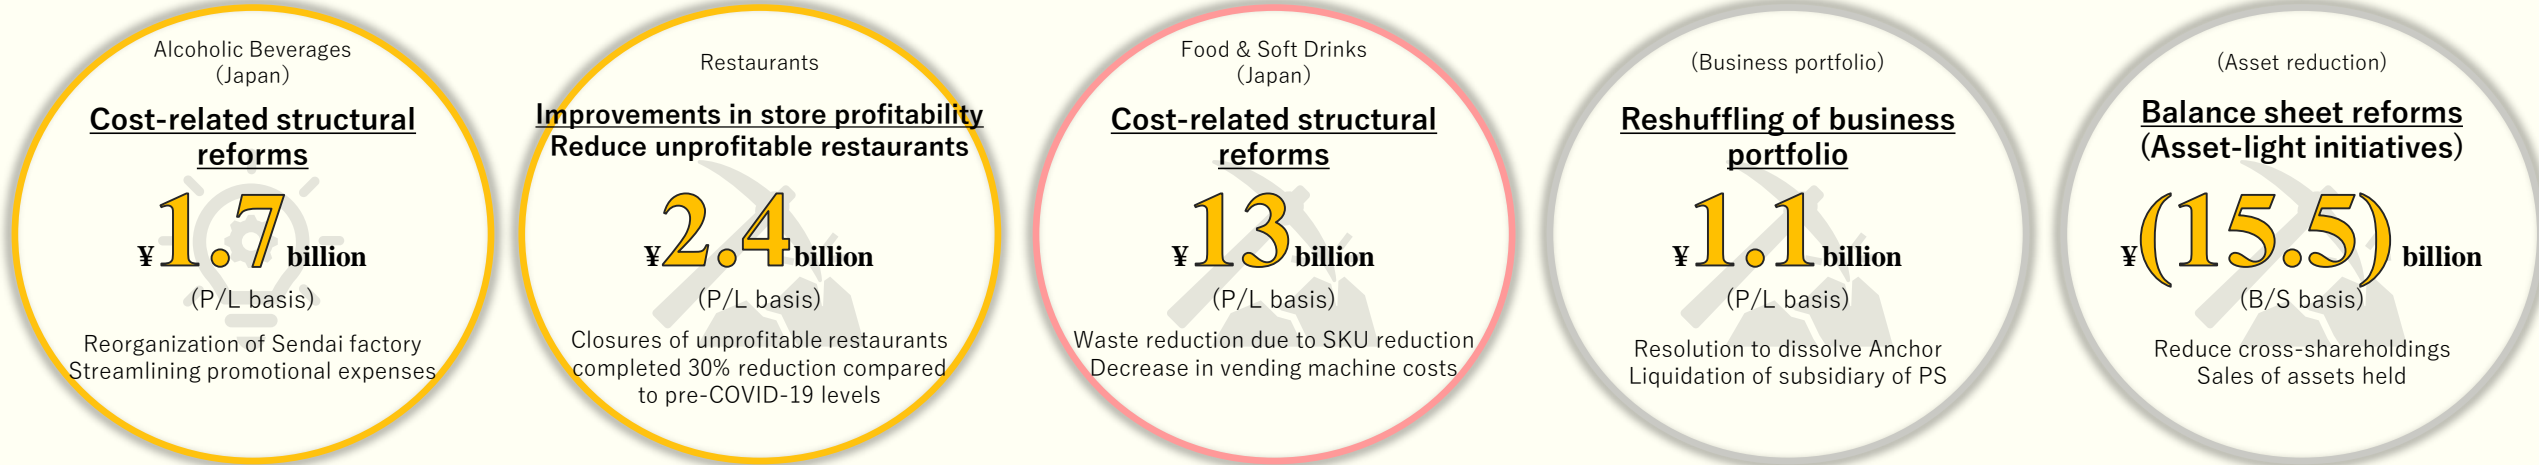 Alcoholic Beverages
(Japan)
Cost-related structural
reforms
¥1.7 billion
(P/L basis)
Reorganization of Sendai factory
Streamlining promotional expenses
Restaurants
Improvements in store profitability
Reduce unprofitable restaurants
¥2.4 billion
(P/L basis)
Closures of unprofitable restaurants
completed 30% reduction compared
to pre-COVID-19 levels
Food & Soft Drinks
(Japan)
Cost-related structural
reforms
¥13 billion
(P/L basis)
Waste reduction due to SKU reduction
Decrease in vending machine costs
(Business portfolio)
Reshuffling of business
portfolio
¥1.1 billion
(P/L basis)
Resolution to dissolve Anchor
Liquidation of subsidiary of PS
(Asset reduction)
Balance sheet reforms
(Asset-light initiatives)
¥(15.5) billion
(B/S basis)
Reduce cross-shareholdings
Sales of assets held